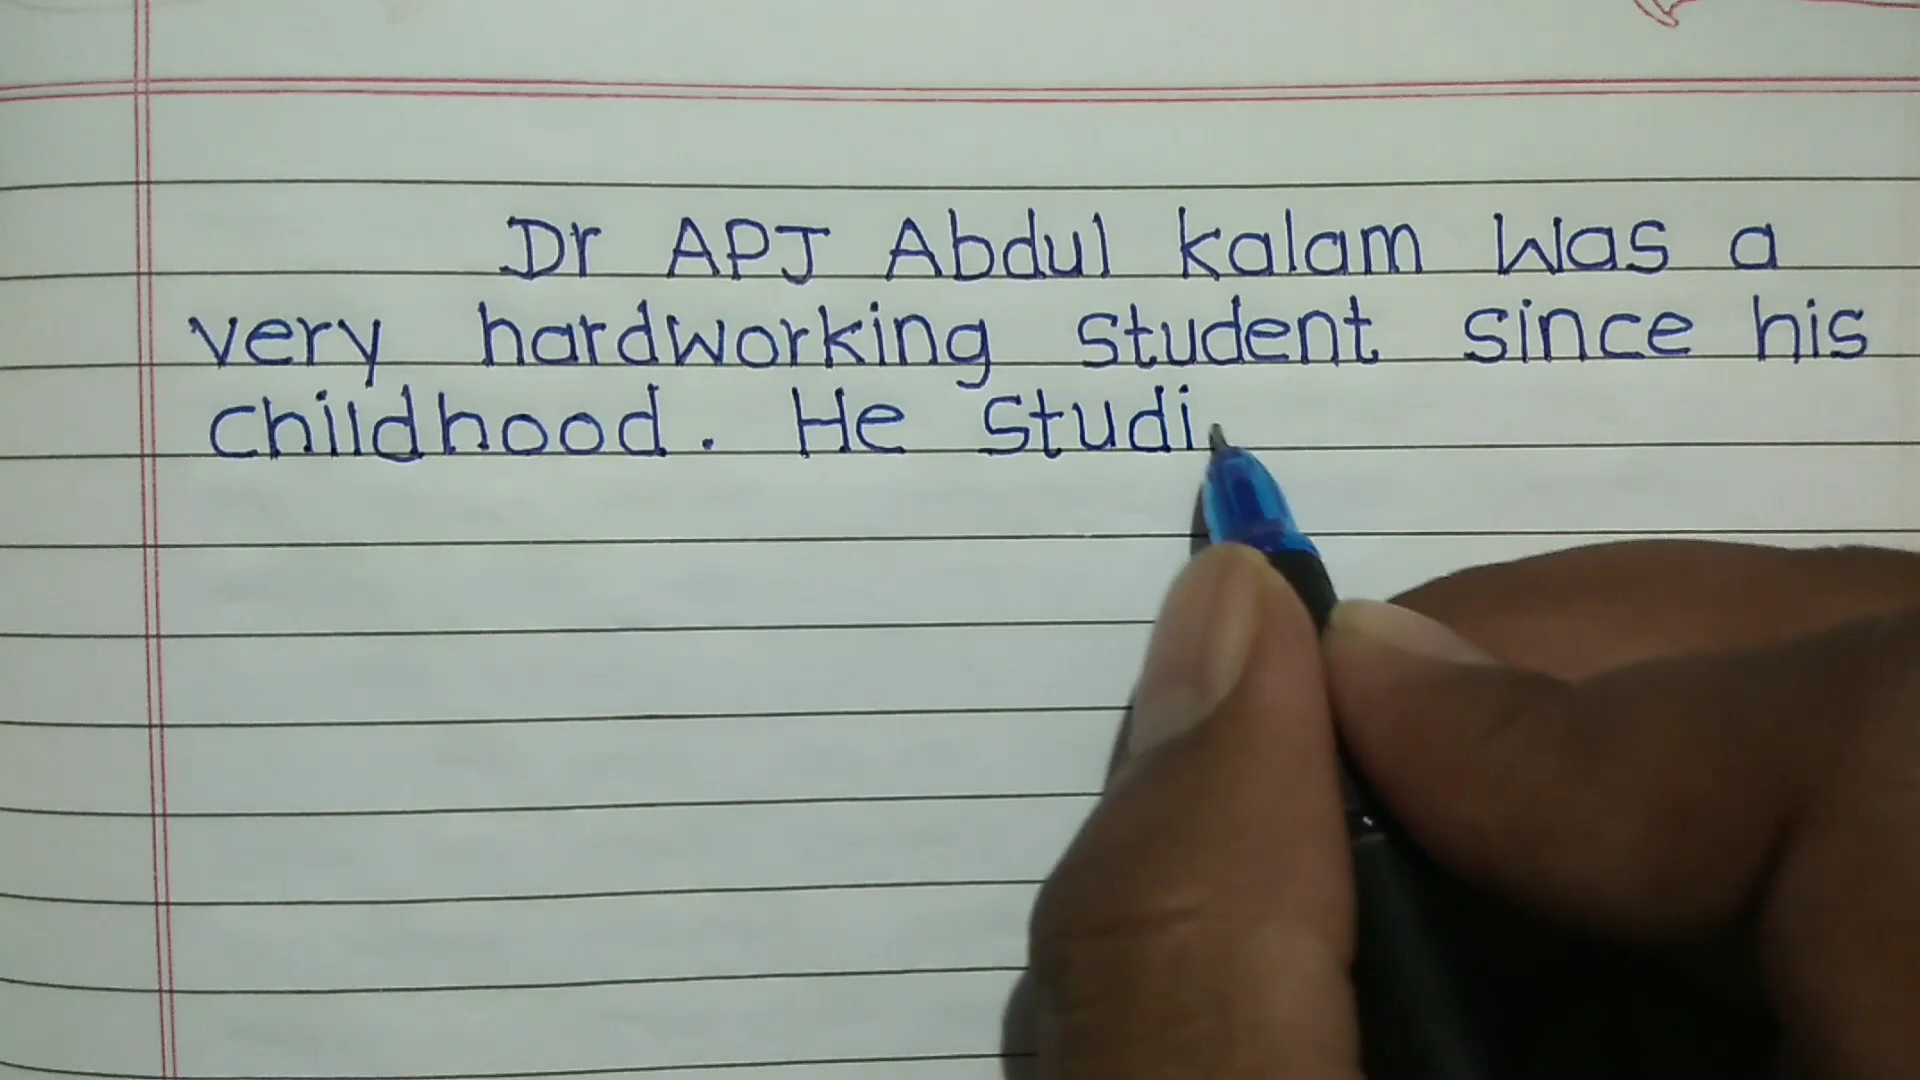 Dr APJ Abdul Kalam was a
very hardworking student since his
childhood. He studi